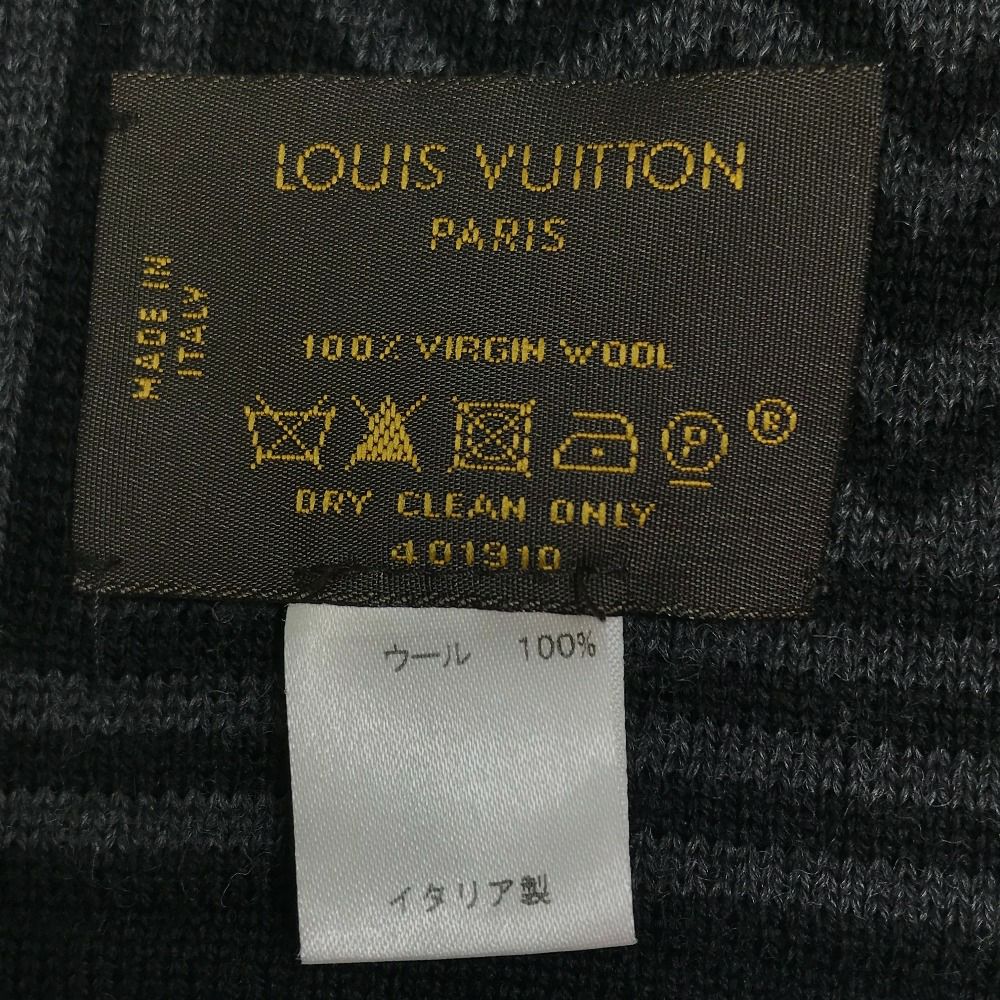 LOUIS VUITTON
PARIS
MADE IN
ITALY
100% VIRGIN WOOL
P ®
DRY CLEAN ONLY
401910
ウール 100%
イタリア製